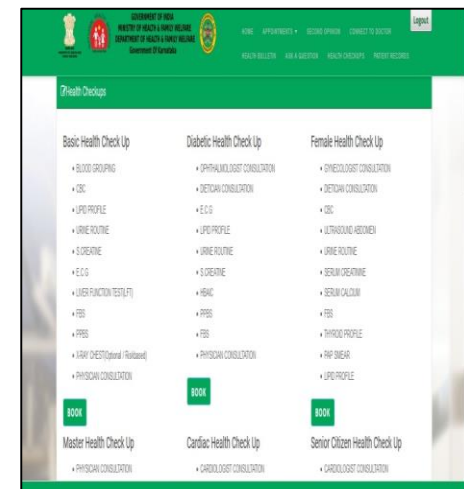 GOVERNMENT OF INDIA
MINISTRY OF HEALTH & FAMILY WELFARE
DEPARTMENT OF HEALTH & FAMILY WELFARE
Government Of Karnataka
HOME APPOINTMENTS SECOND OPINION CONNECT TO DOCTOR
Logout
HEALTH BULLETIN ASK A QUESTION HEALTH CHECKUPS PATIENT RECORDS
Health Checkups
Basic Health Check Up
• BLOOD GROUPING
• CBC
• LIPID PROFILE
• URINE ROUTINE
• S.CREATINE
• E.C.G
• LIVER FUNCTION TEST(LFT)
• FBS
• PPBS
• X-RAY CHEST(Optional / Risk based)
• PHYSICIAN CONSULTATION
BOOK
Diabetic Health Check Up
• OPHTHALMOLOGIST CONSULTATION
• DIETICIAN CONSULTATION
• E.C.G
• LIPID PROFILE
• URINE ROUTINE
• S.CREATINE
• HBAIC
• PPBS
• FBS
• PHYSICIAN CONSULTATION
BOOK
Female Health Check Up
• GYNECOLOGIST CONSULTATION
• DIETICIAN CONSULTATION
• CBC
• ULTRASOUND ABDOMEN
• URINE ROUTINE
• SERUM CREATININE
• SERUM CALCIUM
• FBS
• THYROID PROFILE
• PAP SMEAR
• LIPID PROFILE
BOOK
Master Health Check Up
• PHYSICIAN CONSULTATION
Cardiac Health Check Up
• CARDIOLOGIST CONSULTATION
Senior Citizen Health Check Up
• CARDIOLOGIST CONSULTATION